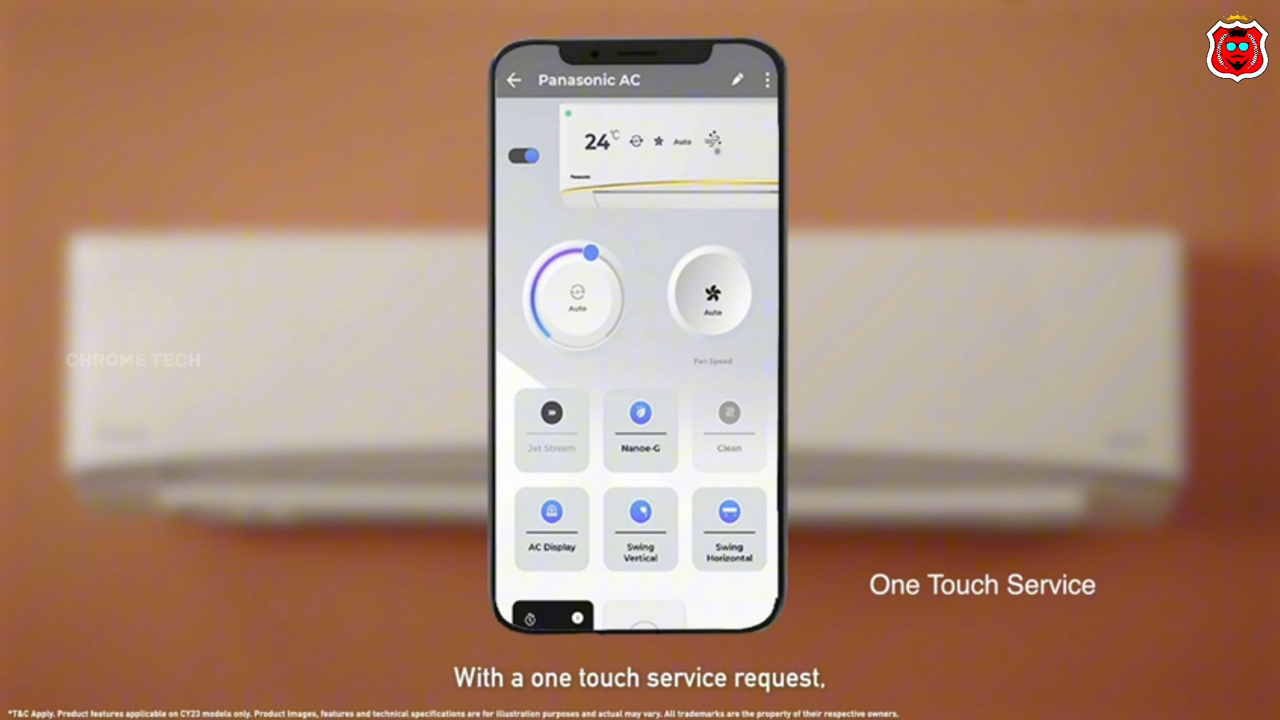 Panasonic AC
24°C
Auto
Panasonic
Auto
Auto
Fan Speed
Jet Stream
Nanoe-G
Clean
AC Display
Swing
Vertical
Swing
Horizontal
CHROME TECH
One Touch Service
With a one touch service request,
*T&C Apply. Product features applicable on CY23 models only. Product Images, features and technical specifications are for illustration purposes and actual may vary. All trademarks are the property of their respective owners.